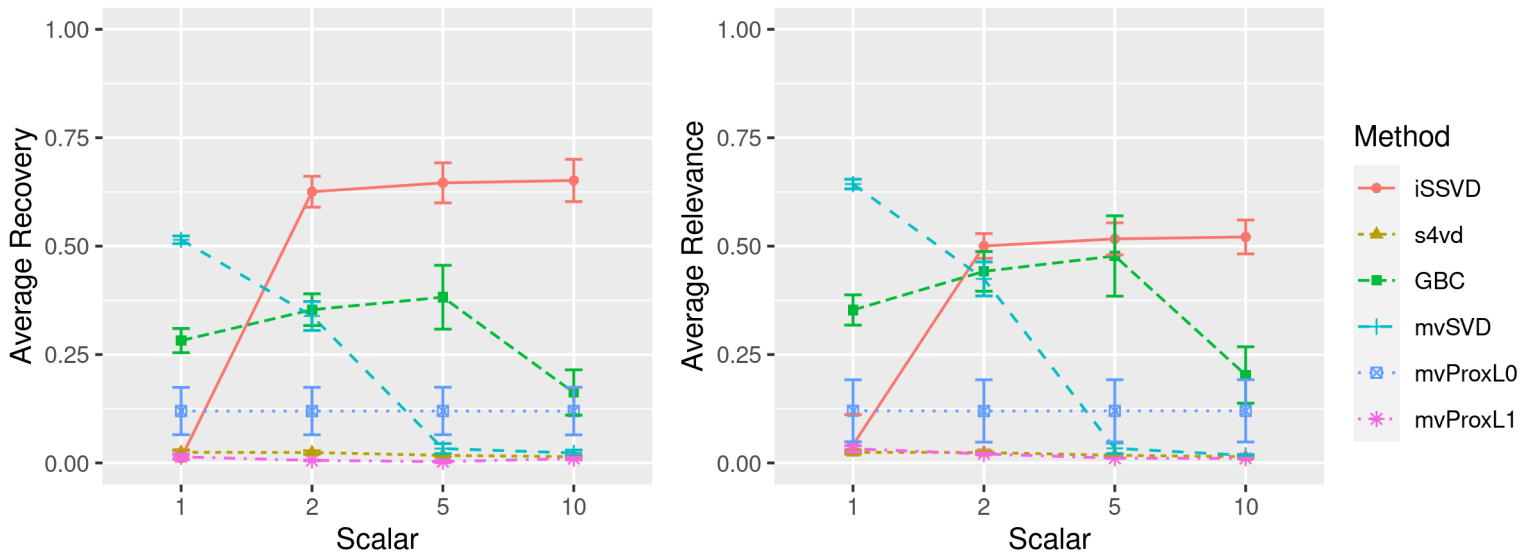 Average Recovery
1.00
0.75
0.50
0.25
0.00
1 2 5 10
Scalar
Average Relevance
1.00
0.75
0.50
0.25
0.00
1 2 5 10
Scalar
Method
iSSVD
s4vd
GBC
mvSVD
mvProxL0
mvProxL1